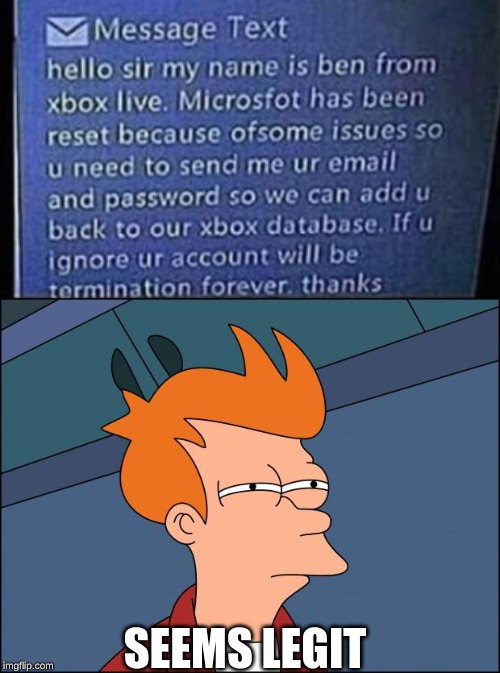 Message Text
hello sir my name is ben from
xbox live. Microsfot has been
reset because ofsome issues so
u need to send me ur email
and password so we can add u
back to our xbox database. If u
ignore ur account will be
termination forever. thanks
SEEMS LEGIT
imgflip.com